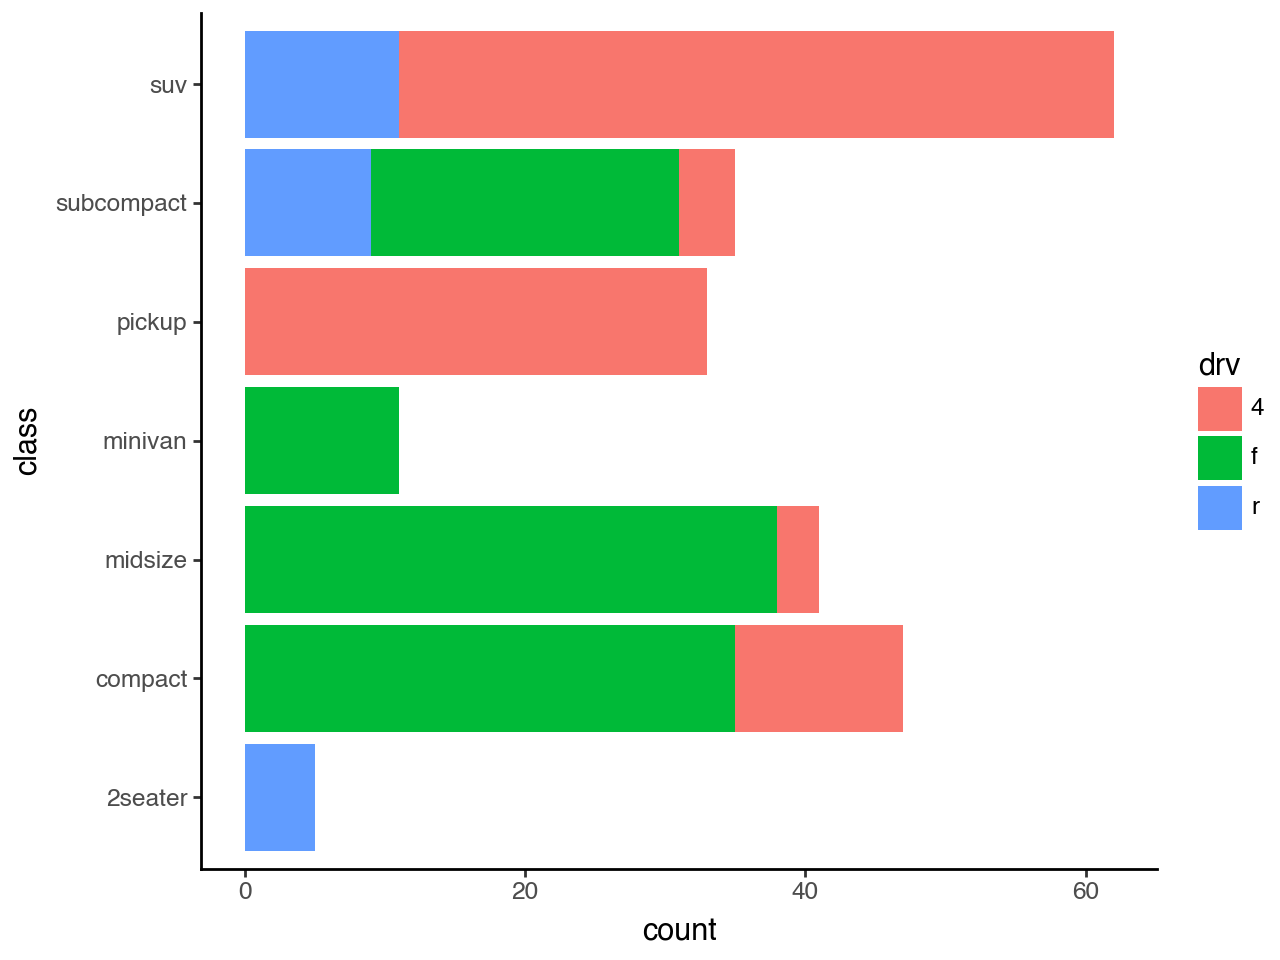 suv
subcompact
pickup
minivan
midsize
compact
2seater
class
0 20 40 60
count
drv
4
f
r